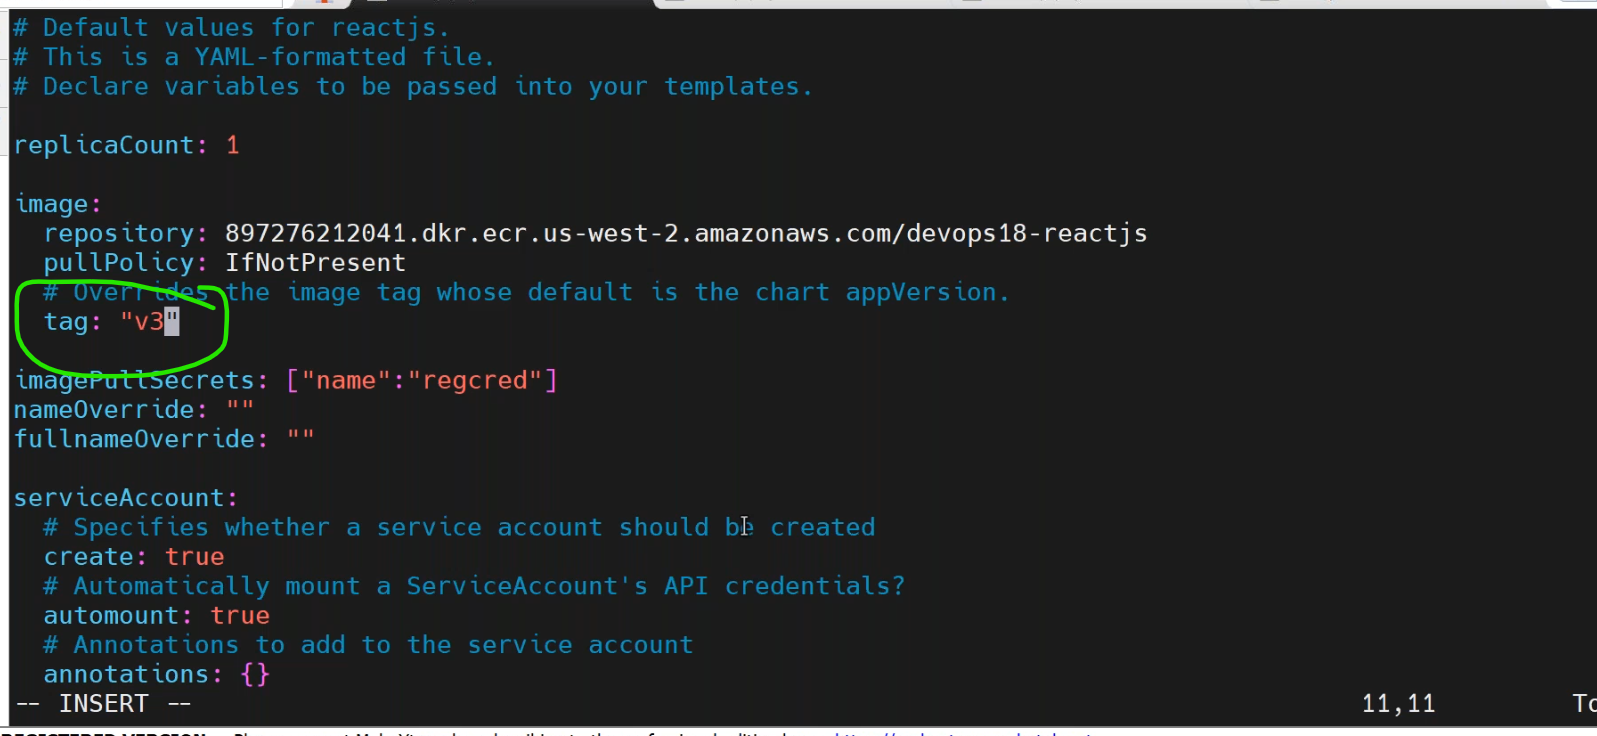 # Default values for reactjs.
# This is a YAML-formatted file.
# Declare variables to be passed into your templates.
replicaCount: 1
image:
  repository: 897276212041.dkr.ecr.us-west-2.amazonaws.com/devops18-reactjs
  pullPolicy: IfNotPresent
  # Overrides the image tag whose default is the chart appVersion.
  tag: "v3"
imagePullSecrets: ["name":"regcred"]
nameOverride: ""
fullnameOverride: ""
serviceAccount:
  # Specifies whether a service account should be created
  create: true
  # Automatically mount a ServiceAccount's API credentials?
  automount: true
  # Annotations to add to the service account
  annotations: {}
-- INSERT -- 11,11